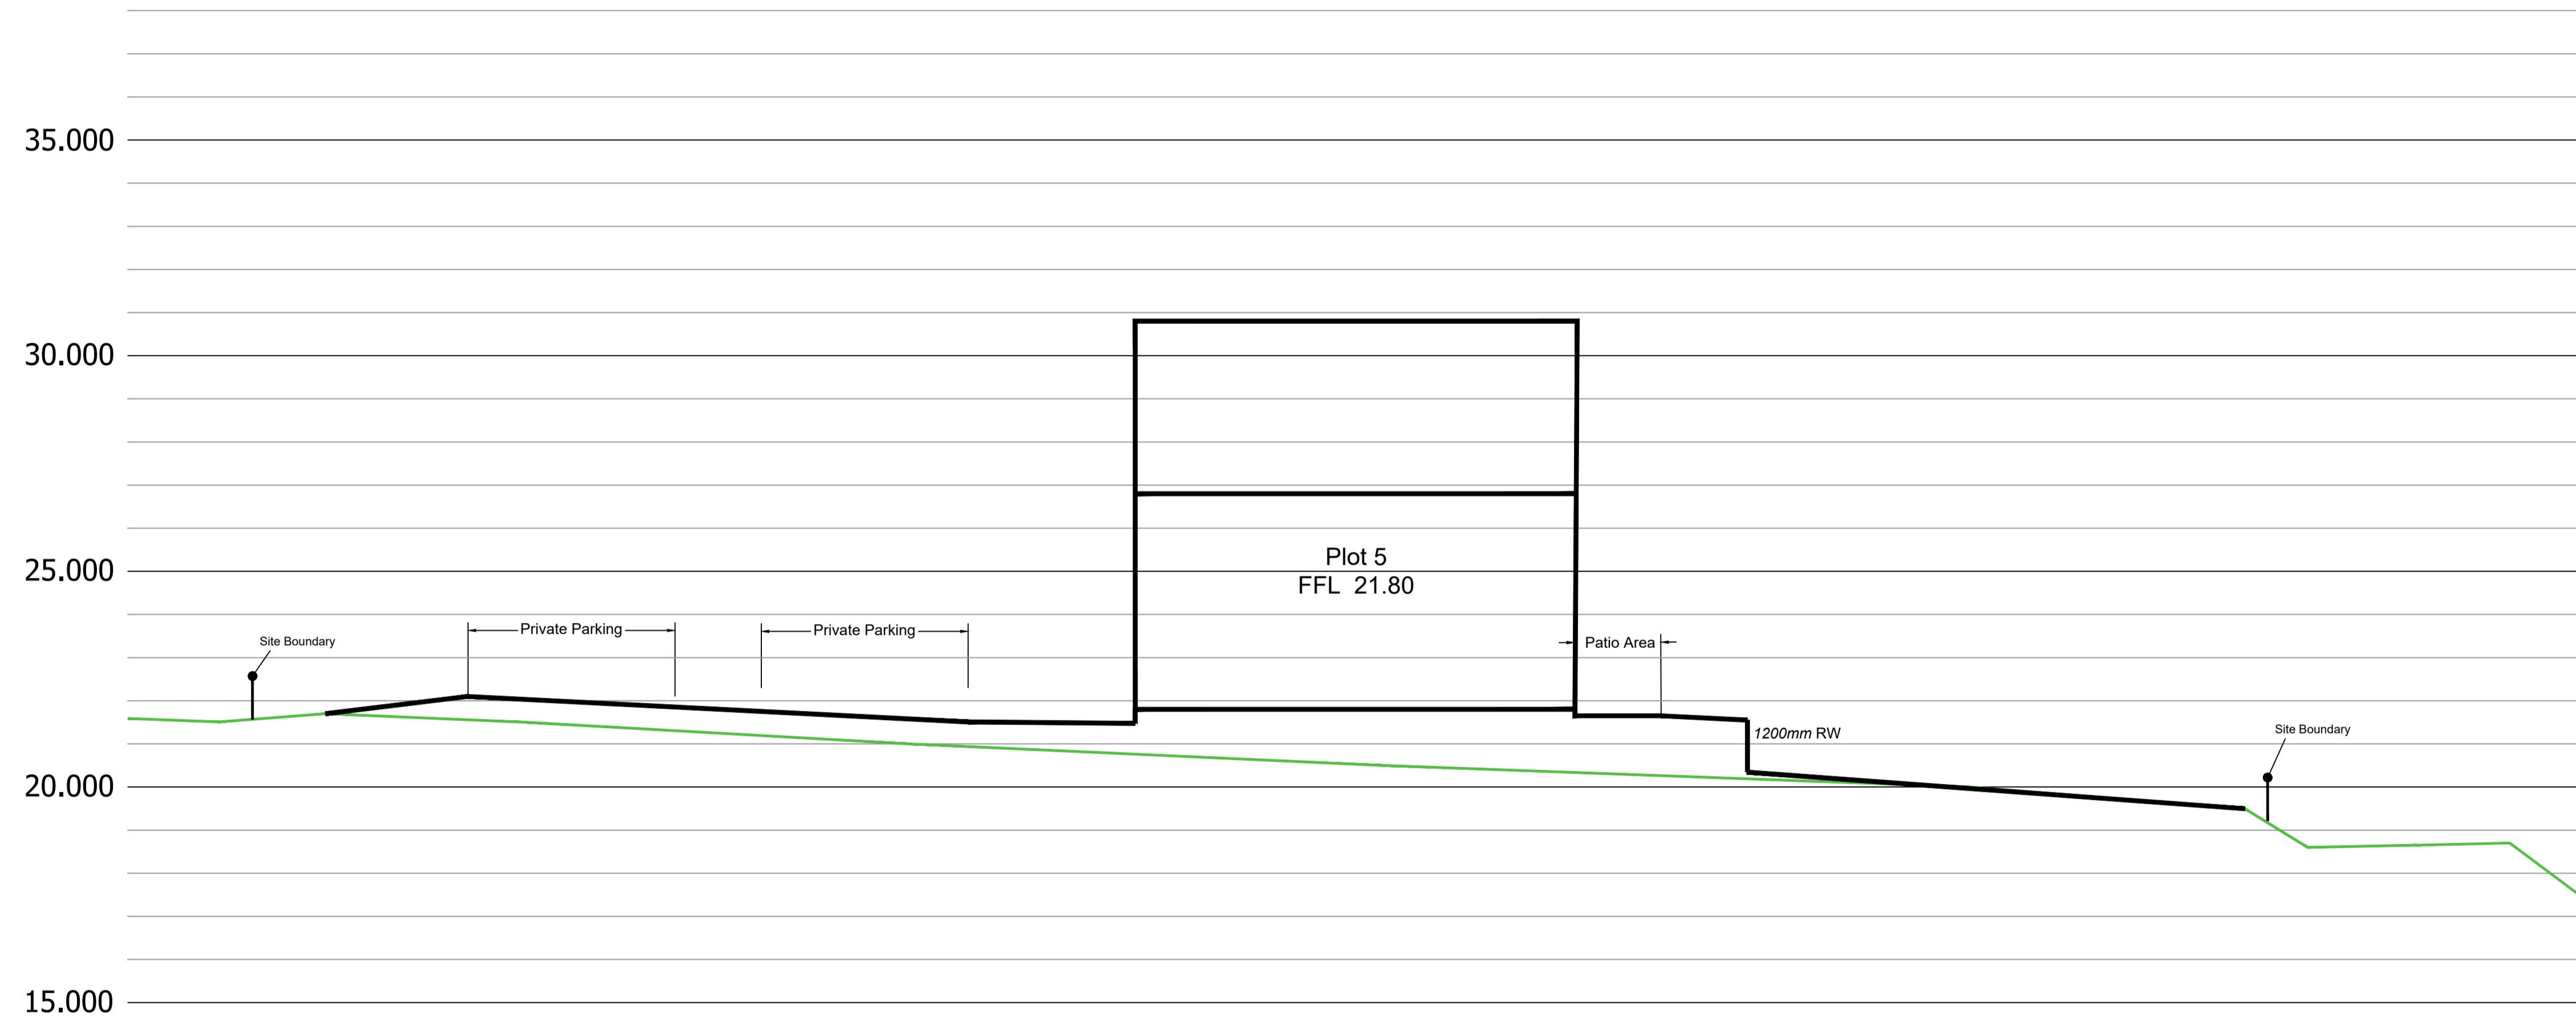 35.000
30.000
25.000
Plot 5
FFL 21.80
Private Parking
Private Parking
Site Boundary
Patio Area
Site Boundary
1200mm RW
20.000
15.000